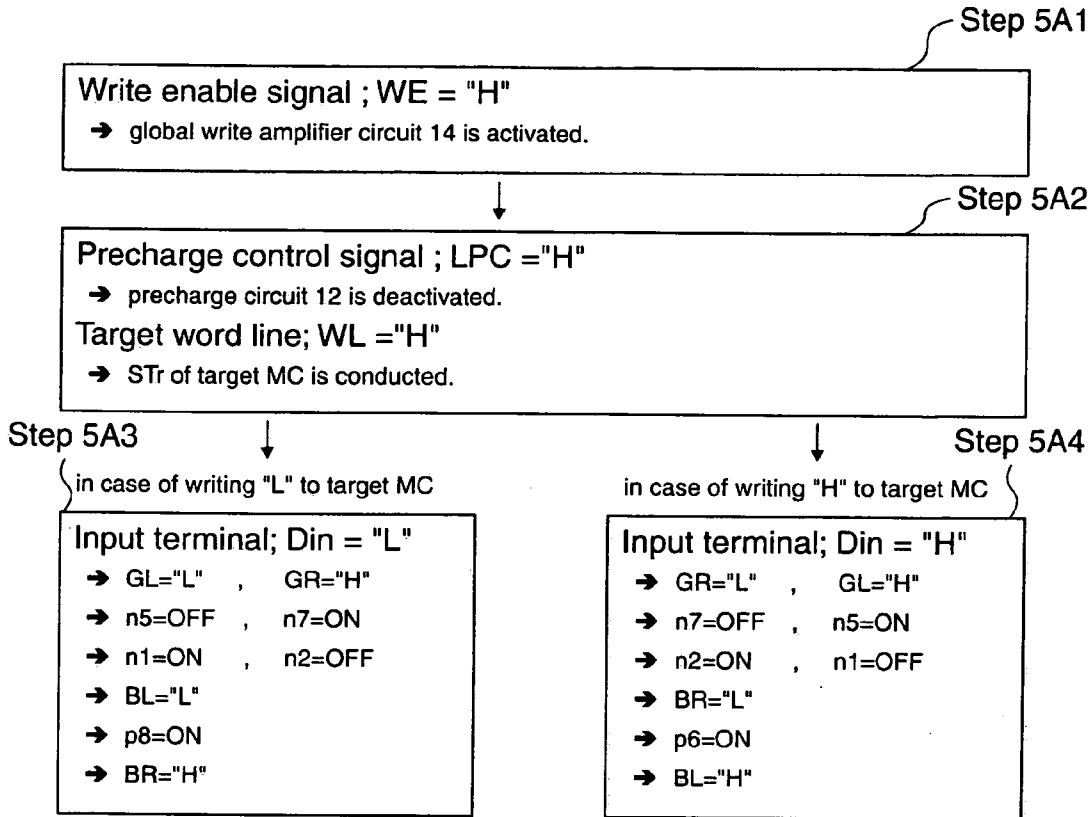 Step 5A1
Write enable signal ; WE = "H"
➔ global write amplifier circuit 14 is activated.
Step 5A2
Precharge control signal ; LPC ="H"
➔ precharge circuit 12 is deactivated.
Target word line; WL ="H"
➔ STr of target MC is conducted.
Step 5A3
in case of writing "L" to target MC
Input terminal; Din = "L"
➔ GL="L" , GR="H"
➔ n5=OFF , n7=ON
➔ n1=ON , n2=OFF
➔ BL="L"
➔ p8=ON
➔ BR="H"
Step 5A4
in case of writing "H" to target MC
Input terminal; Din = "H"
➔ GR="L" , GL="H"
➔ n7=OFF , n5=ON
➔ n2=ON , n1=OFF
➔ BR="L"
➔ p6=ON
➔ BL="H"